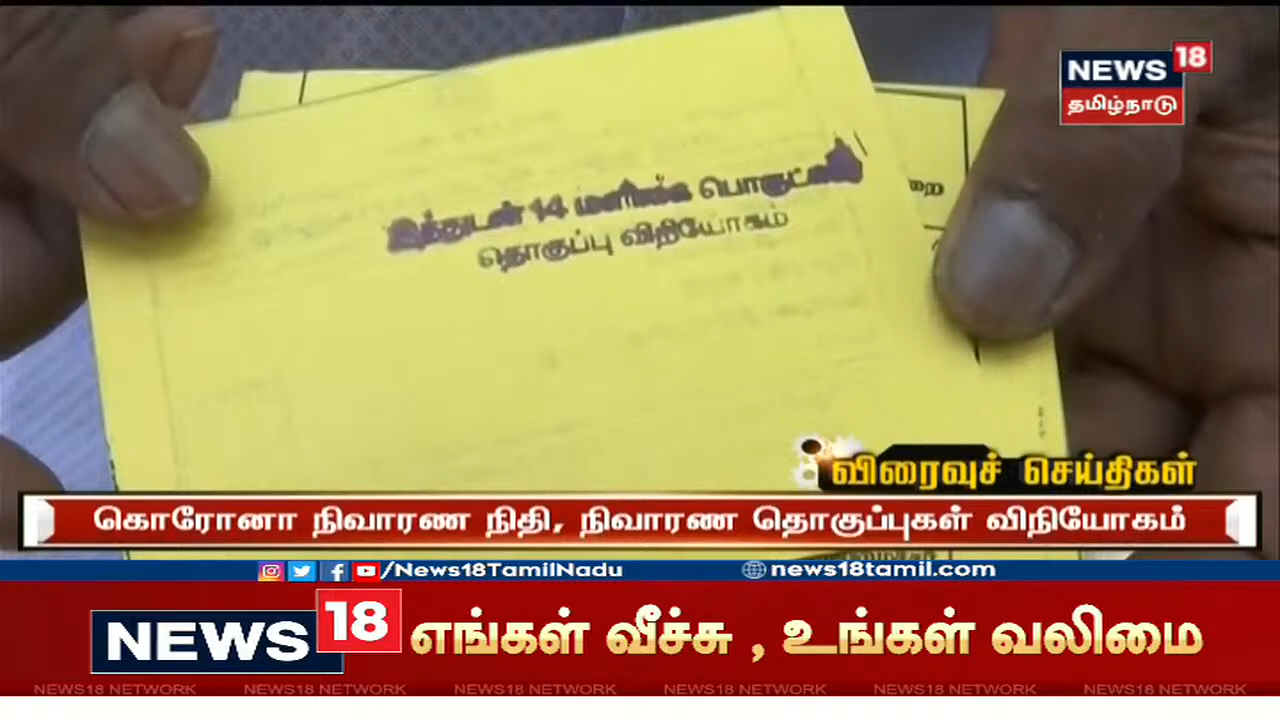 NEWS 18
தமிழ்நாடு
இத்துடன் 14 மளிகை பொருட்கள்
தொகுப்பு விநியோகம்
றை
விரைவுச் செய்திகள்
கொரோனா நிவாரண நிதி, நிவாரண தொகுப்புகள் விநியோகம்
/News18TamilNadu news18tamil.com
NEWS 18 எங்கள் வீச்சு , உங்கள் வலிமை
NEWS18 NETWORK NEWS18 NETWORK NEWS18 NETWORK NEWS18 NETWORK NEWS18 NETWORK NEWS18 NETWORK